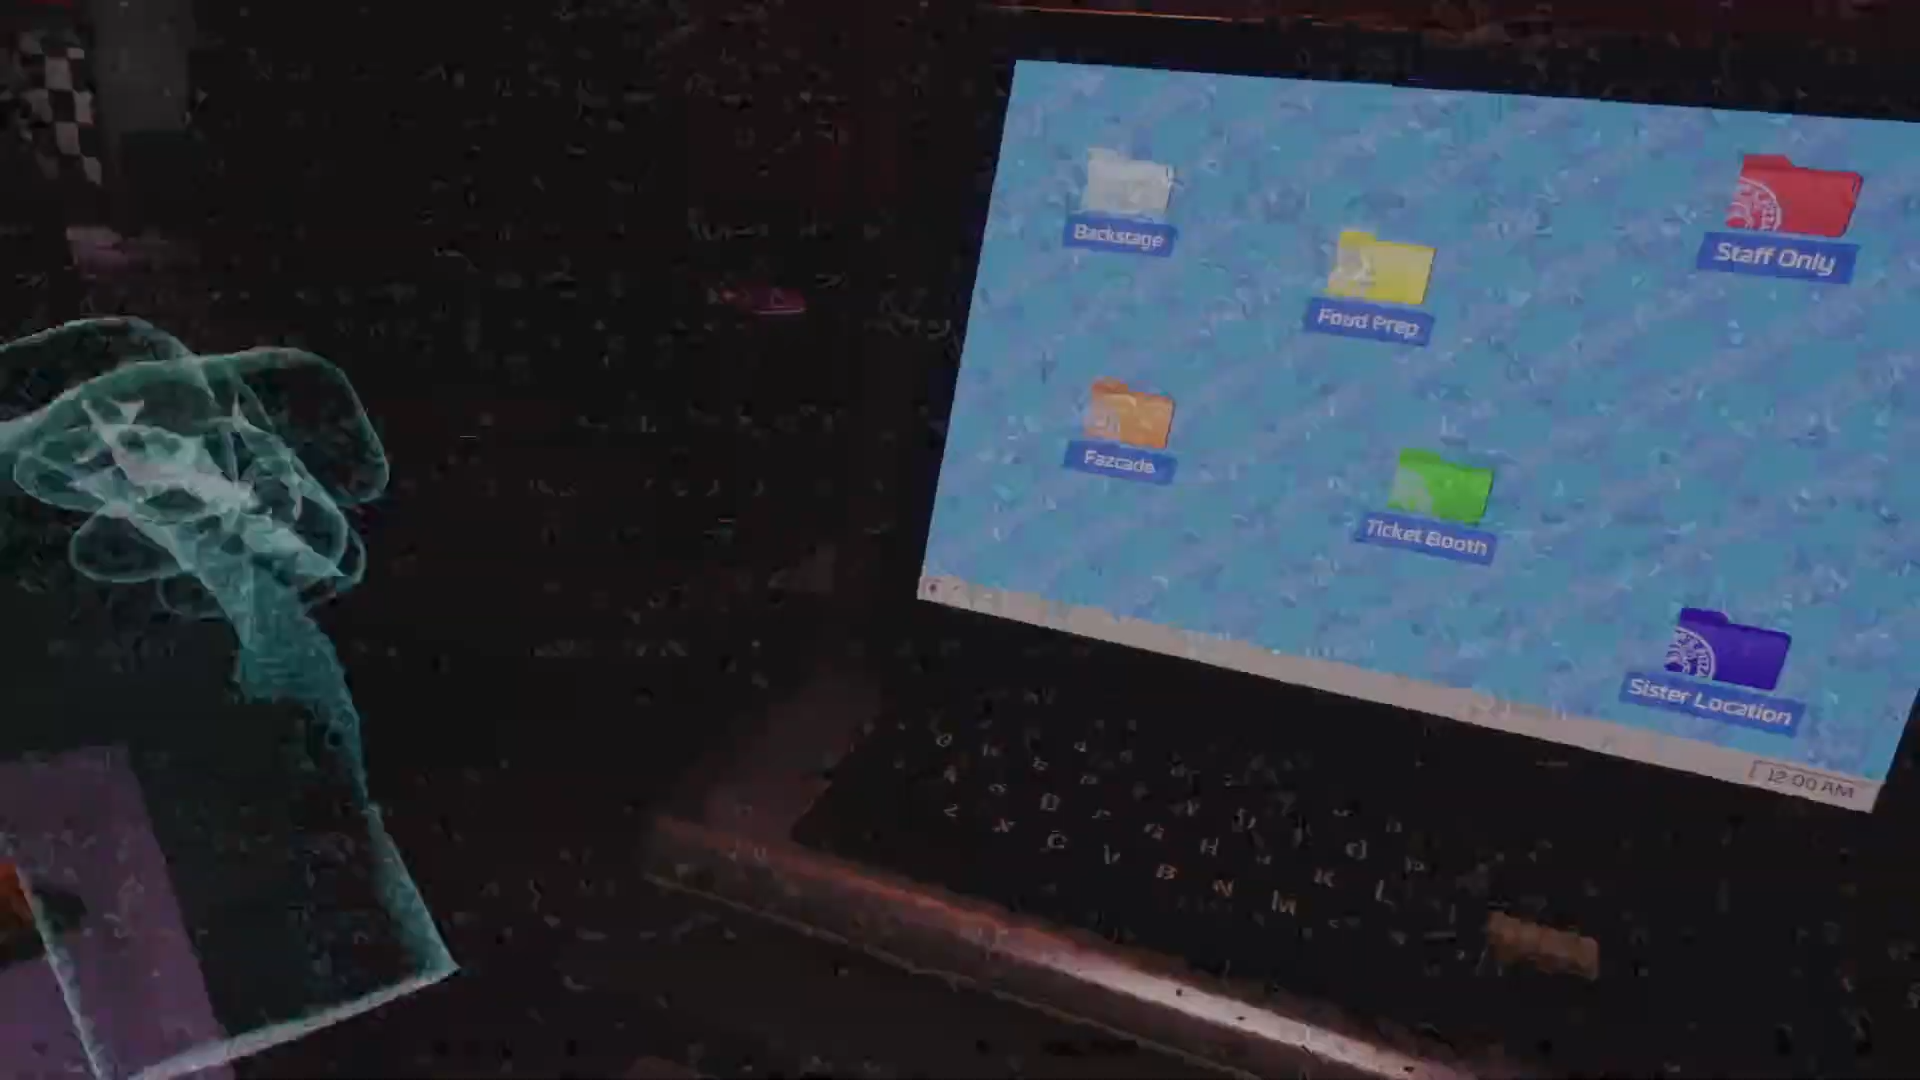 Backstage
Staff Only
Food Prep
Fazcade
Ticket Booth
Sister Location
12:00 AM
C V B N M
H
K L